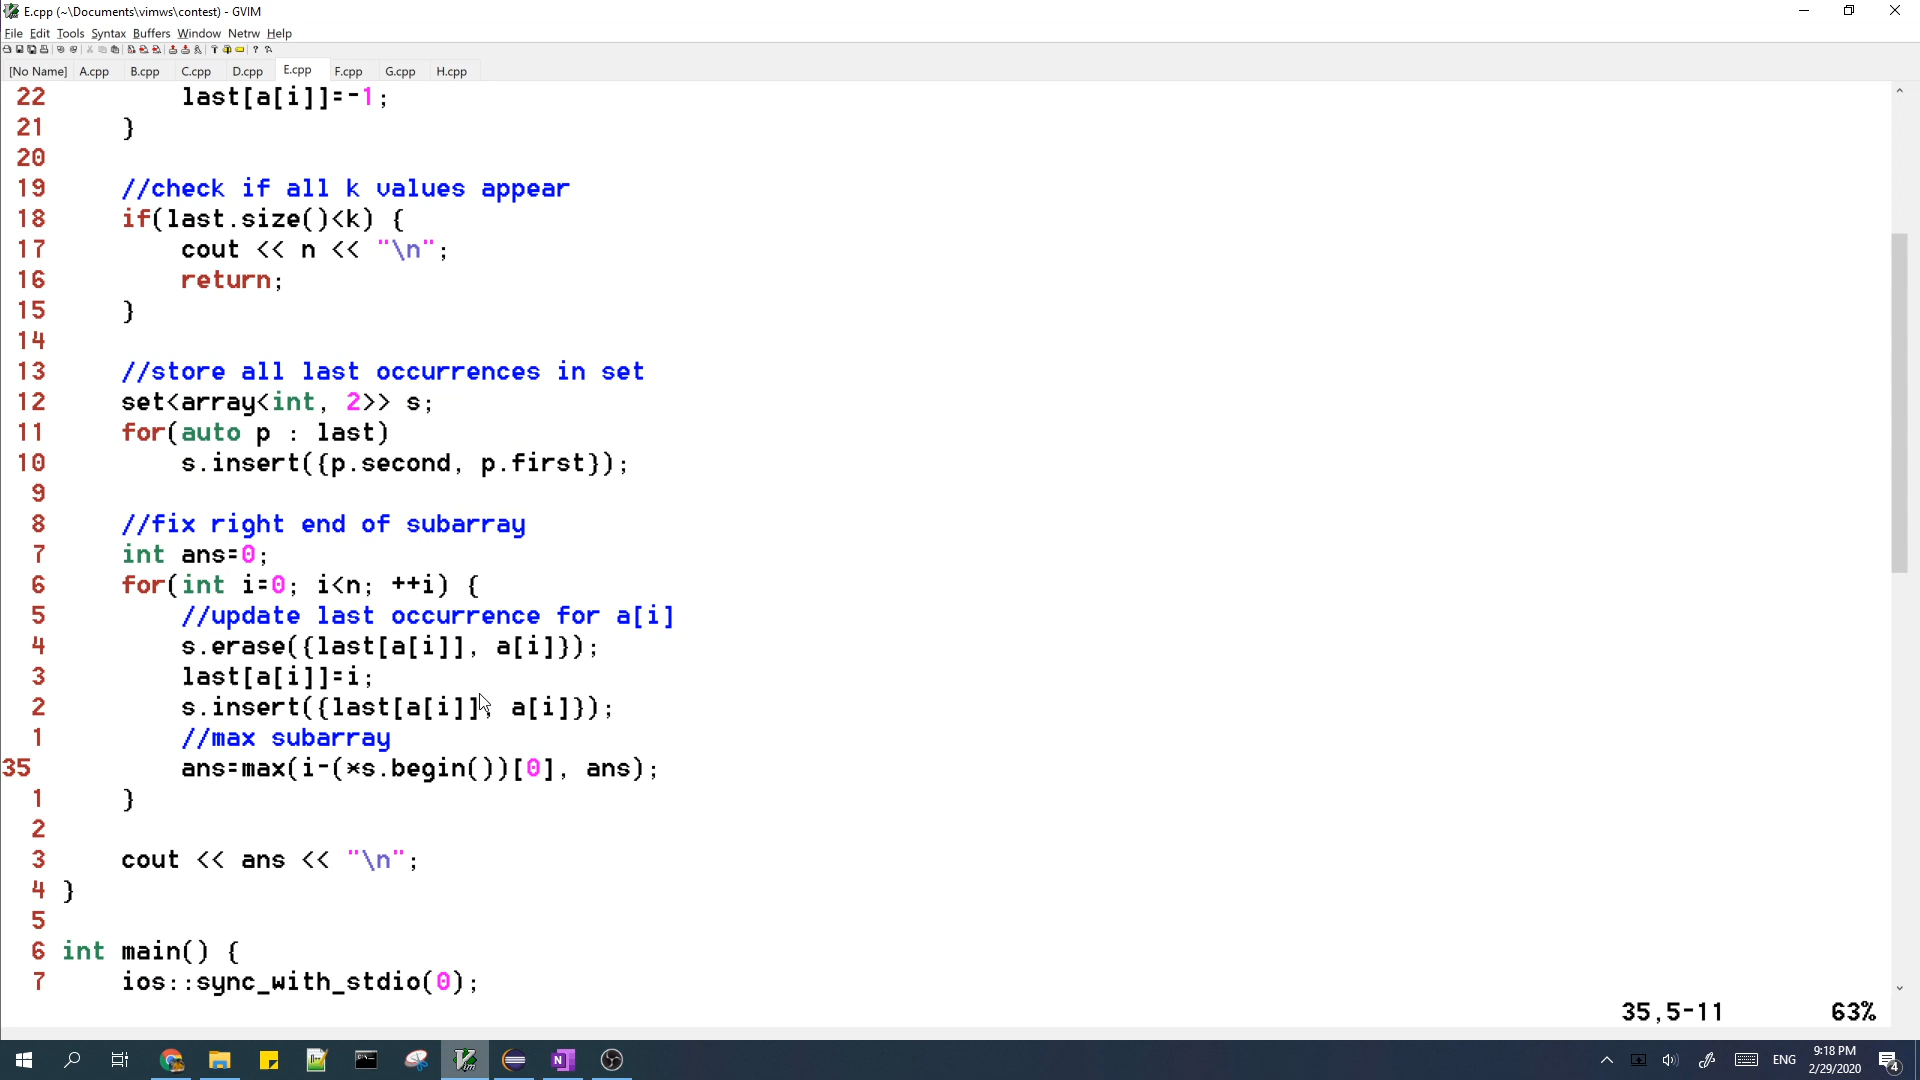 E.cpp (~\Documents\vimws\contest) - GVIM
File Edit Tools Syntax Buffers Window Netrw Help
[No Name] A.cpp B.cpp C.cpp D.cpp E.cpp F.cpp G.cpp H.cpp
22 last[a[i]]=-1;
21 }
20
19 //check if all k values appear
18 if(last.size()<k) {
17 cout << n << "\n";
16 return;
15 }
14
13 //store all last occurrences in set
12 set<array<int, 2>> s;
11 for(auto p : last)
10 s.insert({p.second, p.first});
9
8 //fix right end of subarray
7 int ans=0;
6 for(int i=0; i<n; ++i) {
5 //update last occurrence for a[i]
4 s.erase({last[a[i]], a[i]});
3 last[a[i]]=i;
2 s.insert({last[a[i]], a[i]});
1 //max subarray
35 ans=max(i-(*s.begin())[0], ans);
1 }
2
3 cout << ans << "\n";
4 }
5
6 int main() {
7 ios::sync_with_stdio(0);
35,5-11 63%
ENG
9:18 PM
2/29/2020
4